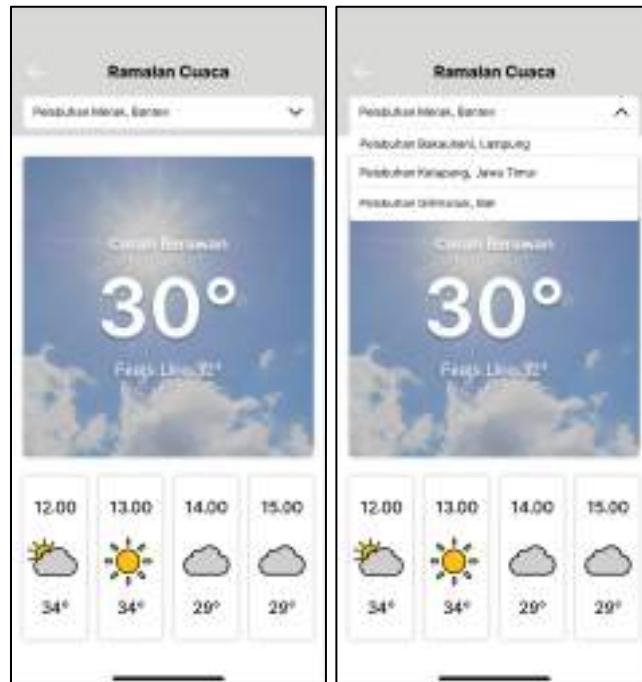 Ramalan Cuaca
Pelabuhan Merak, Banten
Cerah Berawan
30°
Feels Like 32°
12.00 13.00 14.00 15.00
34° 34° 29° 29°
Ramalan Cuaca
Pelabuhan Merak, Banten
Pelabuhan Bakauheni, Lampung
Pelabuhan Ketapang, Jawa Timur
Pelabuhan Gilimanuk, Bali
Cerah Berawan
30°
Feels Like 32°
12.00 13.00 14.00 15.00
34° 34° 29° 29°